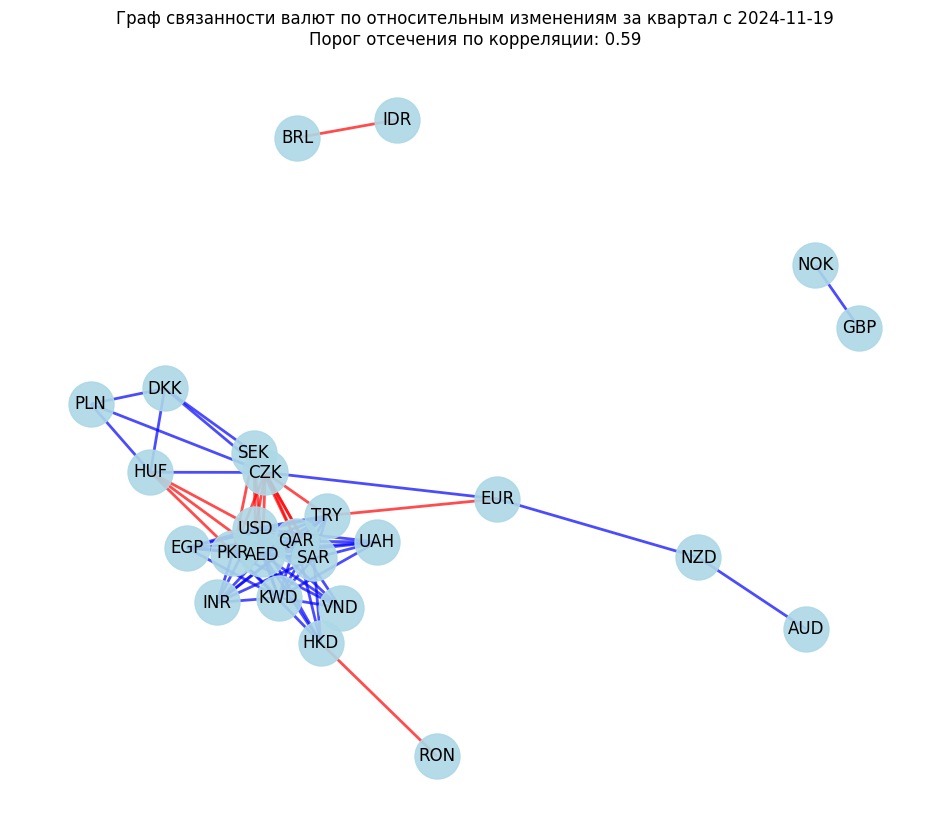 Граф связанности валют по относительным изменениям за квартал с 2024-11-19
Порог отсечения по корреляции: 0.59
IDR
BRL
NOK
GBP
DKK
PLN
SEK
HUF
CZK
EUR
TRY
USD
QAR
UAH
EGP
PKR
AED
SAR
NZD
INR
KWD
VND
AUD
HKD
RON